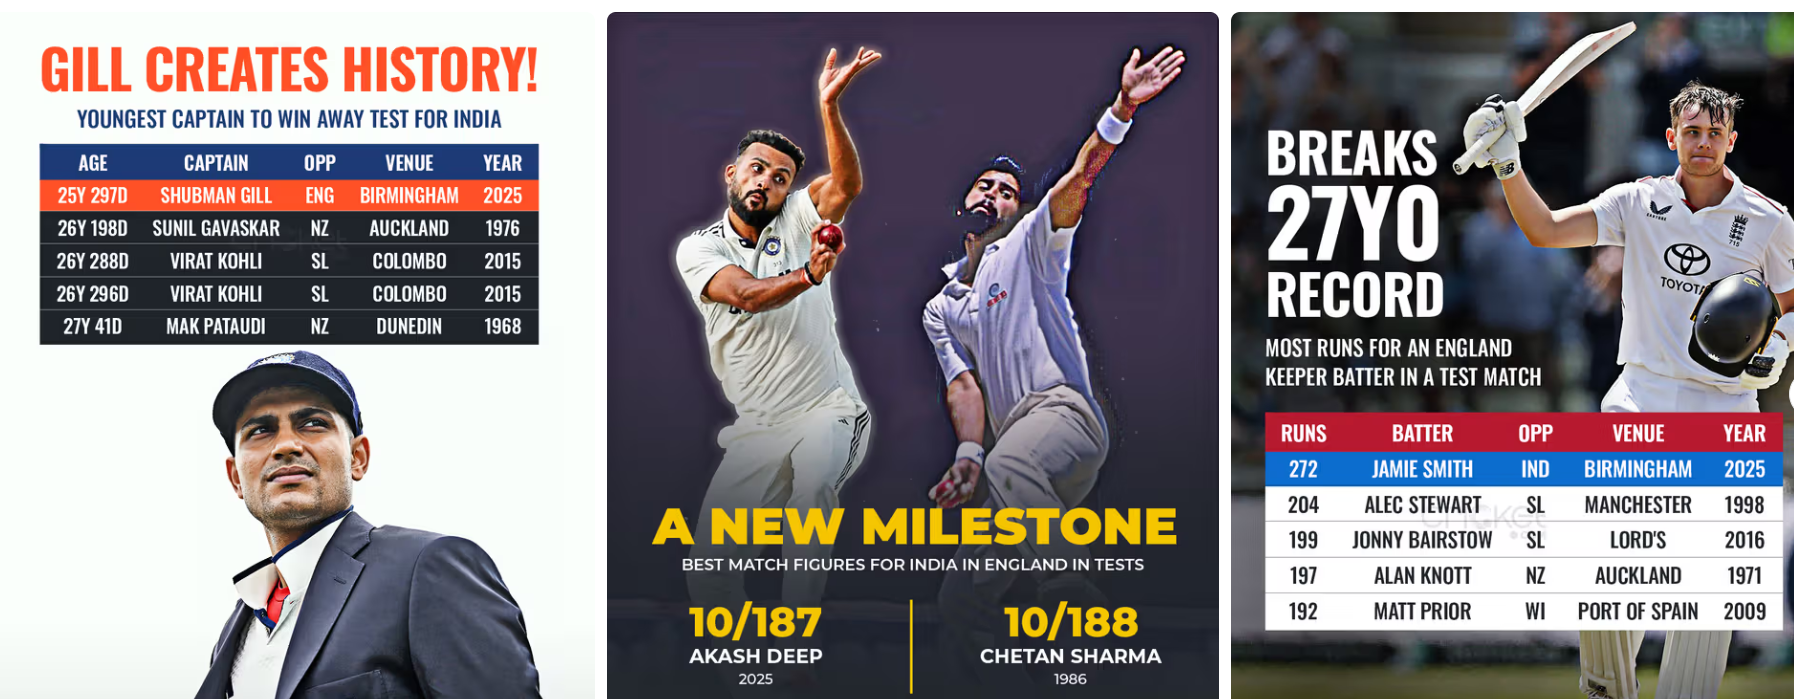 GILL CREATES HISTORY!
YOUNGEST CAPTAIN TO WIN AWAY TEST FOR INDIA
AGE CAPTAIN OPP VENUE YEAR
25Y 297D SHUBMAN GILL ENG BIRMINGHAM 2025
26Y 198D SUNIL GAVASKAR NZ AUCKLAND 1976
26Y 288D VIRAT KOHLI SL COLOMBO 2015
26Y 296D VIRAT KOHLI SL COLOMBO 2015
27Y 41D MAK PATAUDI NZ DUNEDIN 1968
A NEW MILESTONE
BEST MATCH FIGURES FOR INDIA IN ENGLAND IN TESTS
10/187 10/188
AKASH DEEP CHETAN SHARMA
2025 1986
BREAKS
27YO
RECORD
TOYOTA
MOST RUNS FOR AN ENGLAND
KEEPER BATTER IN A TEST MATCH
RUNS BATTER OPP VENUE YEAR
272 JAMIE SMITH IND BIRMINGHAM 2025
204 ALEC STEWART SL MANCHESTER 1998
199 JONNY BAIRSTOW SL LORD'S 2016
197 ALAN KNOTT NZ AUCKLAND 1971
192 MATT PRIOR WI PORT OF SPAIN 2009